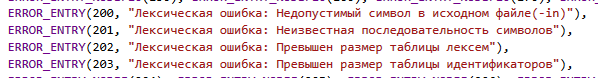 ERROR_ENTRY(200, "Лексическая ошибка: Недопустимый символ в исходном файле(-in)"),
ERROR_ENTRY(201, "Лексическая ошибка: Неизвестная последовательность символов"),
ERROR_ENTRY(202, "Лексическая ошибка: Превышен размер таблицы лексем"),
ERROR_ENTRY(203, "Лексическая ошибка: Превышен размер таблицы идентификаторов"),